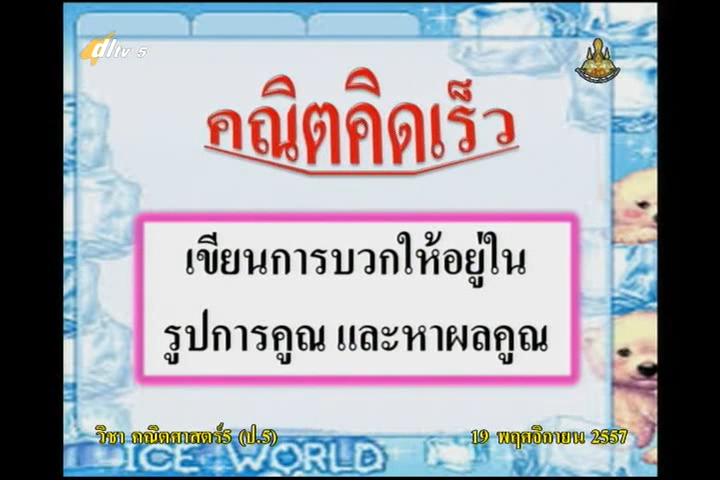 dltv 5
คณิตคิดเร็ว
เขียนการบวกให้อยู่ใน
รูปการคูณ และหาผลคูณ
วิชา คณิตศาสตร์5 (ป.5)
19 พฤศจิกายน 2557
ICE WORLD